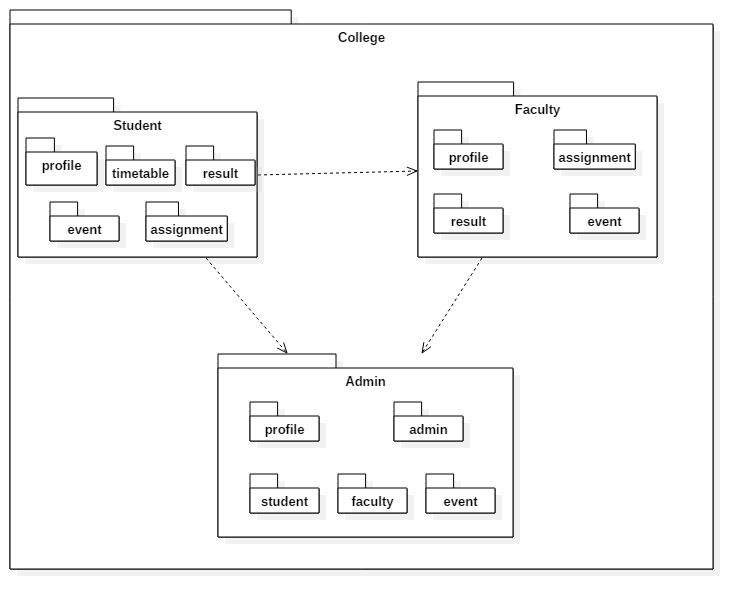 College
Student
profile
timetable
result
event
assignment
Faculty
profile
assignment
result
event
Admin
profile
admin
student
faculty
event